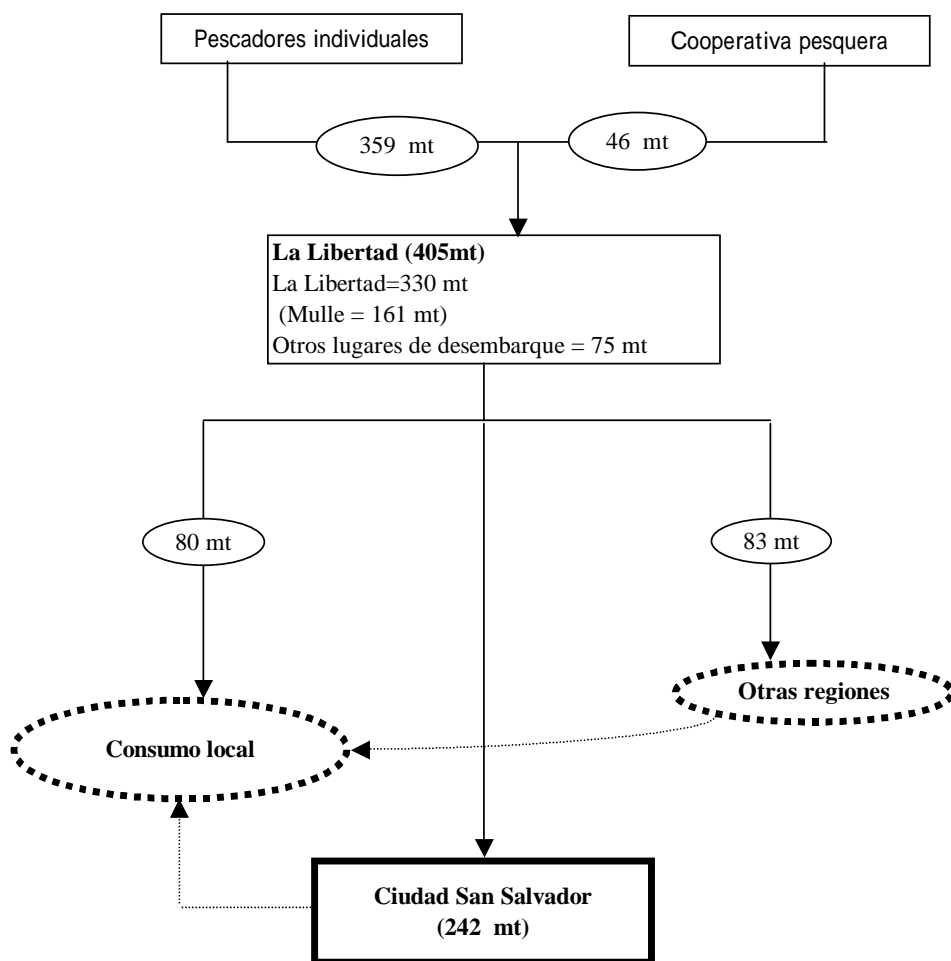 Pescadores individuales
Cooperativa pesquera
359 mt
46 mt
La Libertad (405mt)
La Libertad=330 mt
(Mulle = 161 mt)
Otros lugares de desembarque = 75 mt
80 mt
83 mt
Otras regiones
Consumo local
Ciudad San Salvador
(242 mt)